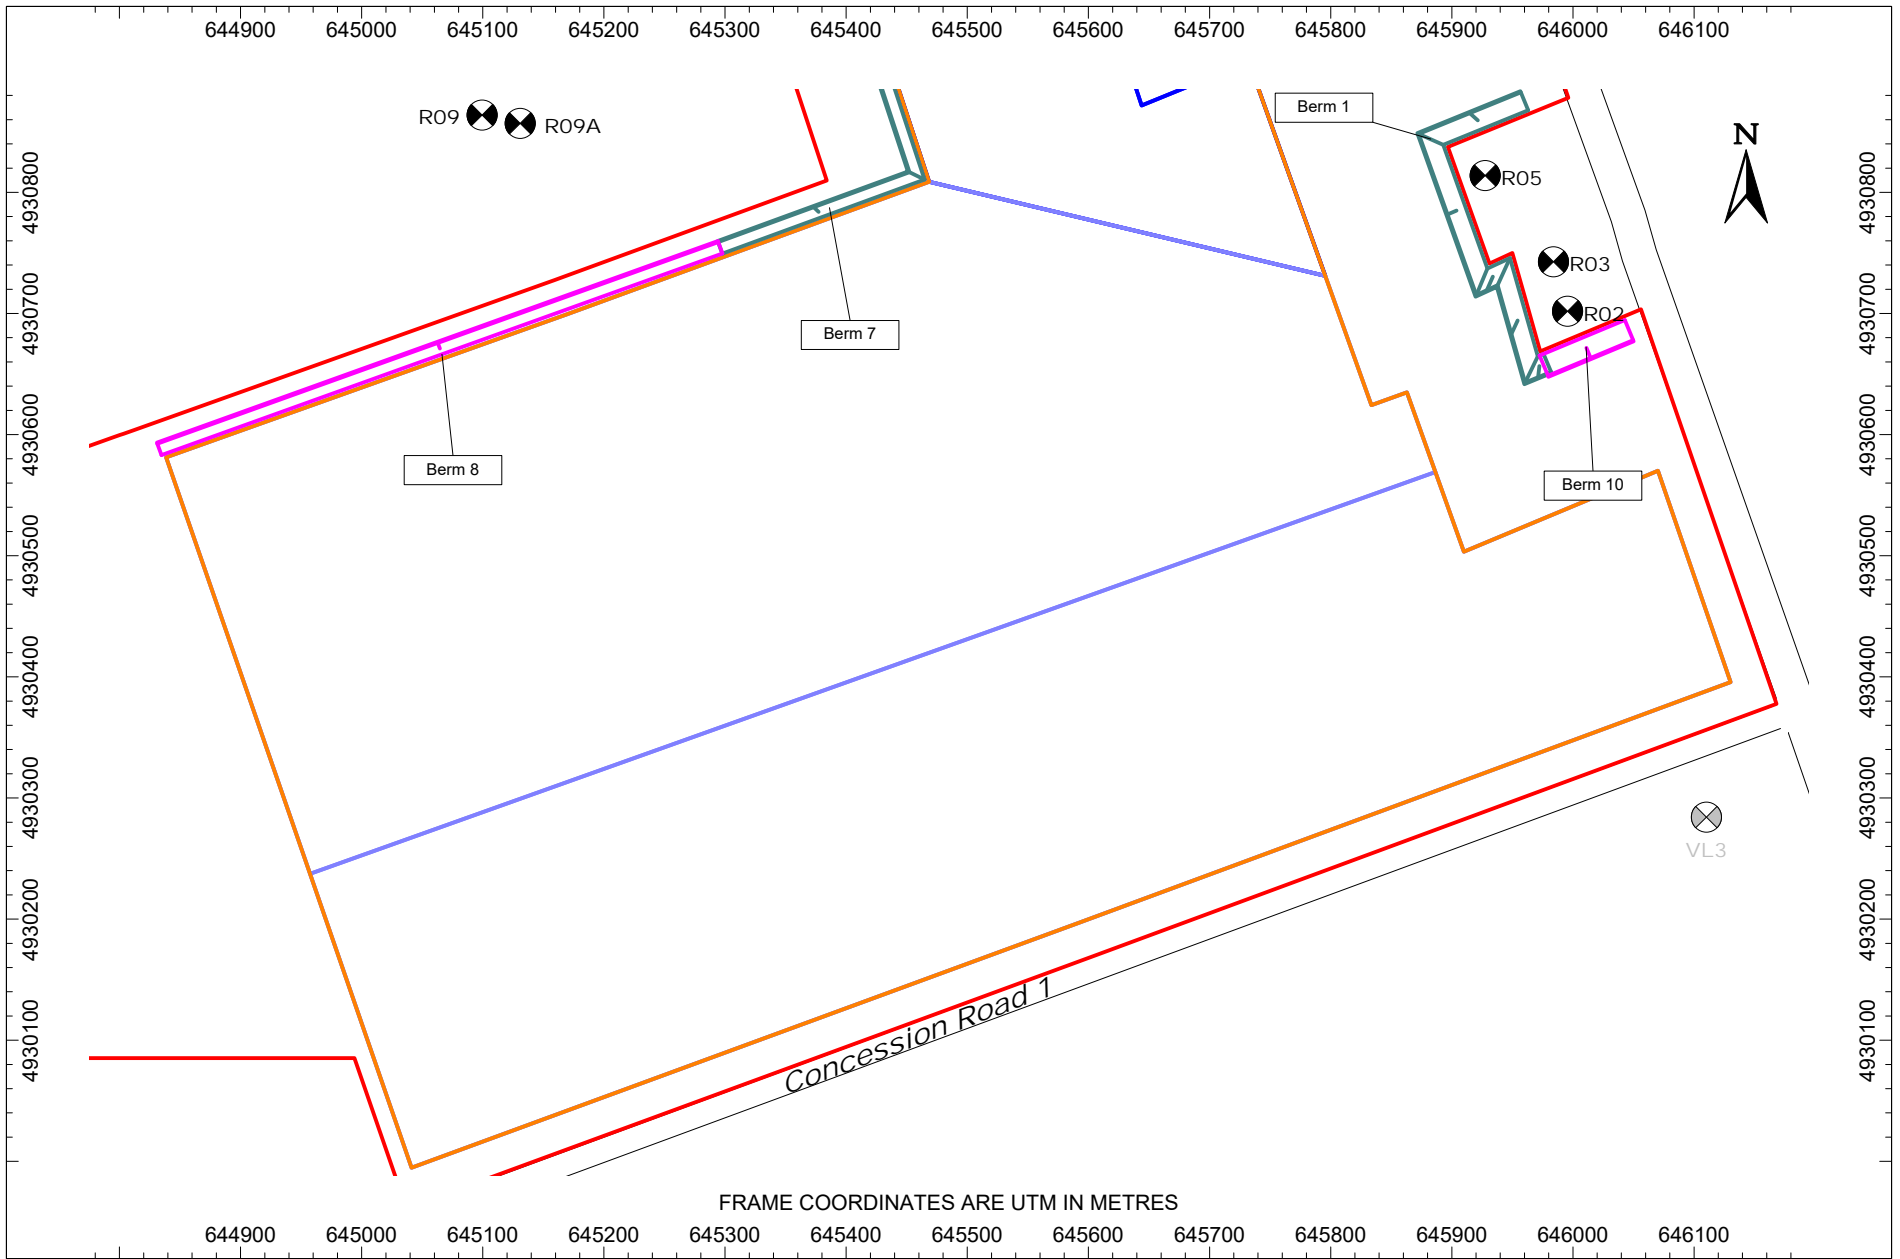 644900 645000 645100 645200 645300 645400 645500 645600 645700 645800 645900 646000 646100
Berm 1
R09
R09A
N
4930800
R05
4930800
R03
4930700
R02
4930700
Berm 7
4930600
Berm 8
4930600
Berm 10
4930500
4930500
4930400
4930400
4930300
4930300
VL3
4930200
4930200
Concession Road 1
4930100
4930100
FRAME COORDINATES ARE UTM IN METRES
644900 645000 645100 645200 645300 645400 645500 645600 645700 645800 645900 646000 646100